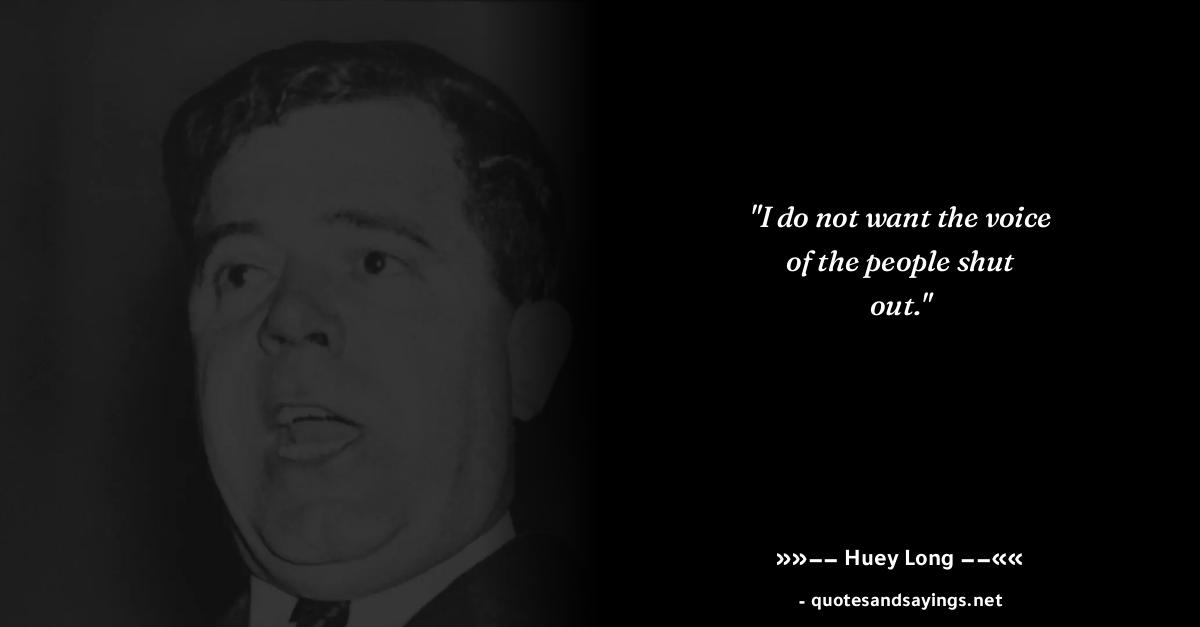 "I do not want the voice
of the people shut
out."
»»−− Huey Long −−««
- quotesandsayings.net